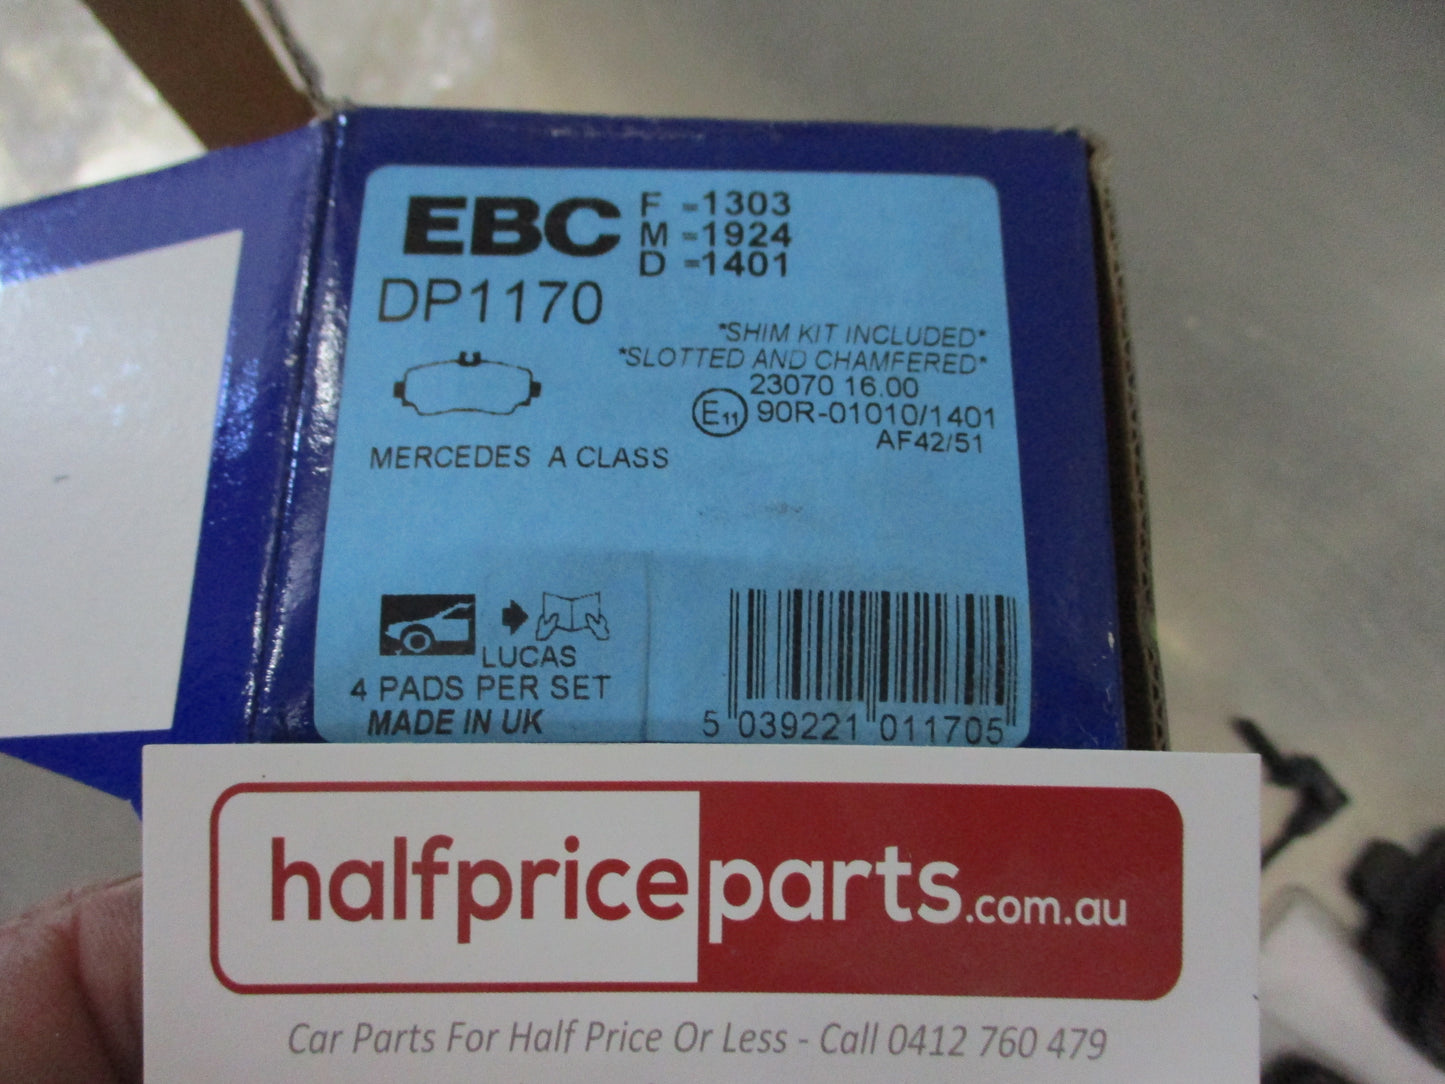 EBC
F -1303
M -1924
D -1401
DP1170
*SHIM KIT INCLUDED*
*SLOTTED AND CHAMFERED*
23070 16.00
E11 90R-01010/1401
AF42/51
MERCEDES A CLASS
LUCAS
4 PADS PER SET
MADE IN UK
5 039221 011705
halfpriceparts.com.au
Car Parts For Half Price Or Less - Call 0412 760 479